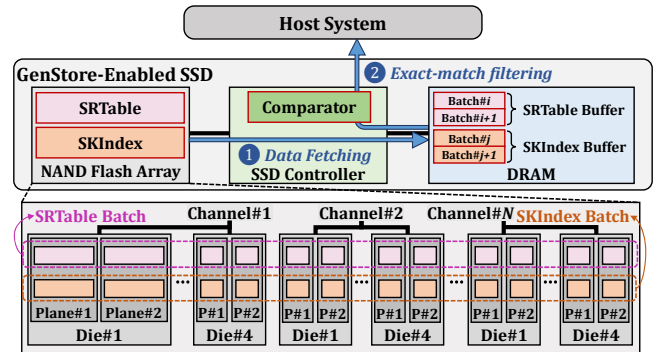 Host System
GenStore-Enabled SSD
2 Exact-match filtering
SRTable
SKIndex
NAND Flash Array
Comparator
1 Data Fetching
SSD Controller
Batch#i
Batch#i+1
SRTable Buffer
Batch#j
Batch#j+1
SKIndex Buffer
DRAM
SRTable Batch
Channel#1
Channel#2
Channel#N
SKIndex Batch
... ... ... ...
Plane#1 Plane#2 P#1 P#2 P#1 P#2 P#1 P#2 P#1 P#2 P#1 P#2
Die#1 Die#4 Die#1 Die#4 Die#1 Die#4